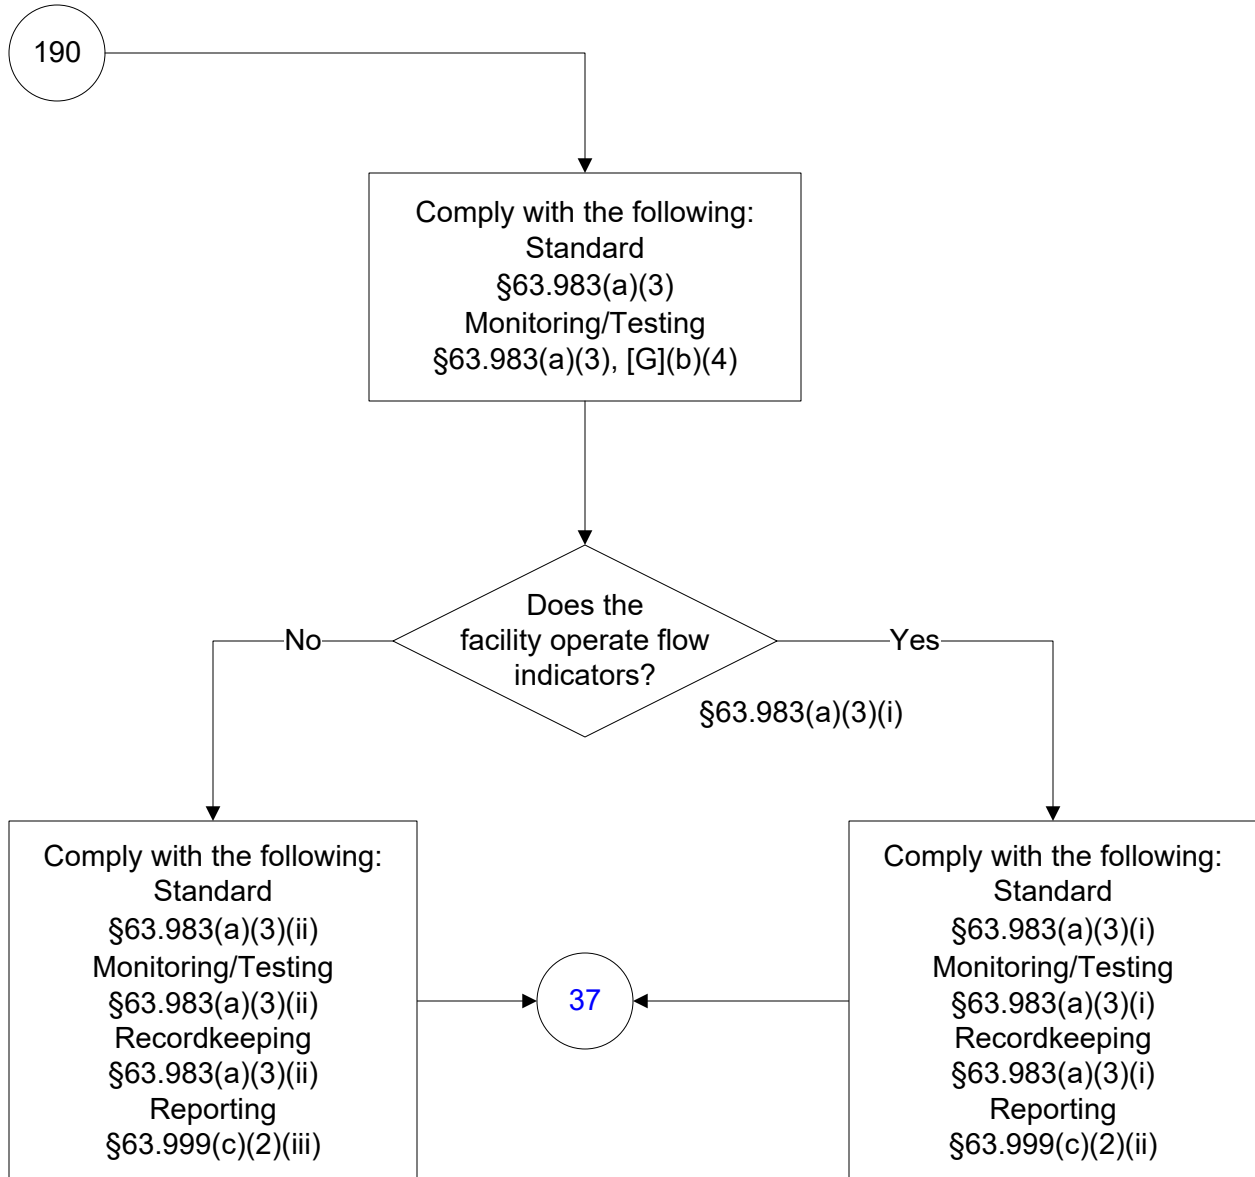 190
Comply with the following:
Standard
§63.983(a)(3)
Monitoring/Testing
§63.983(a)(3), [G](b)(4)
Does the
facility operate flow
indicators?
No
Yes
§63.983(a)(3)(i)
Comply with the following:
Standard
§63.983(a)(3)(ii)
Monitoring/Testing
§63.983(a)(3)(ii)
Recordkeeping
§63.983(a)(3)(ii)
Reporting
§63.999(c)(2)(iii)
37
Comply with the following:
Standard
§63.983(a)(3)(i)
Monitoring/Testing
§63.983(a)(3)(i)
Recordkeeping
§63.983(a)(3)(i)
Reporting
§63.999(c)(2)(ii)